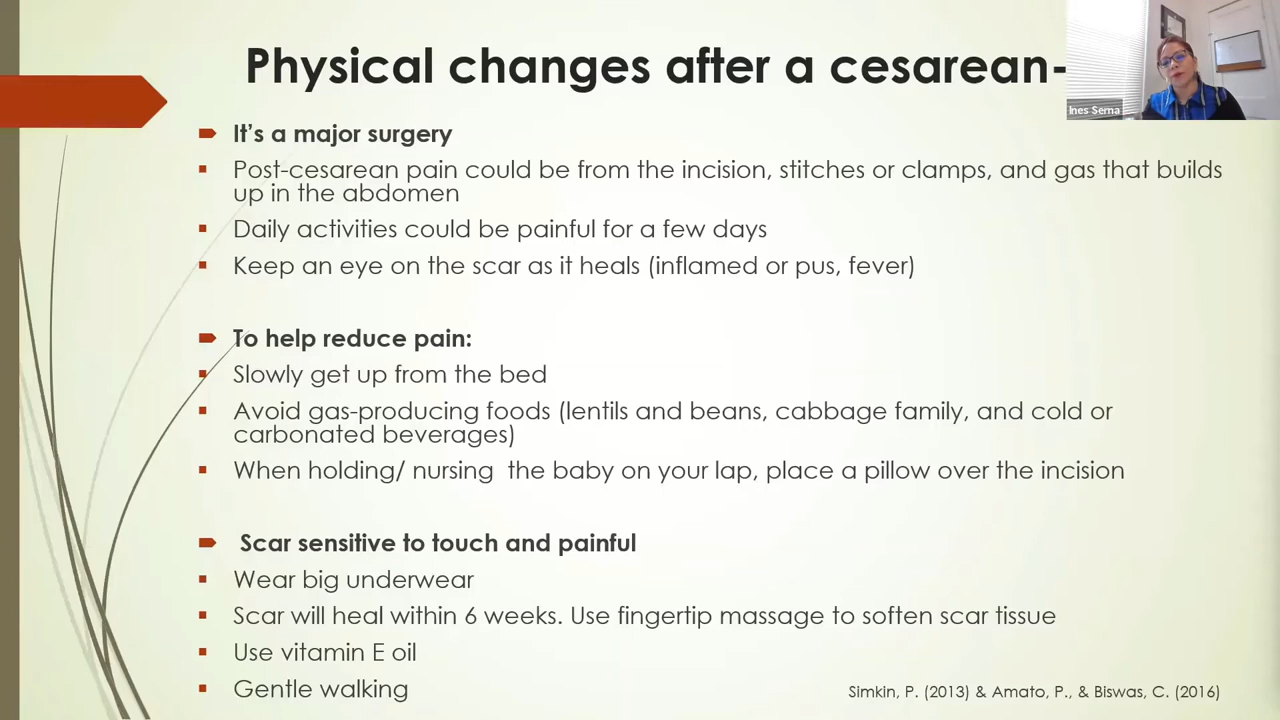 Physical changes after a cesarean-
Ines Serna
It's a major surgery
Post-cesarean pain could be from the incision, stitches or clamps, and gas that builds
up in the abdomen
Daily activities could be painful for a few days
Keep an eye on the scar as it heals (inflamed or pus, fever)
To help reduce pain:
Slowly get up from the bed
Avoid gas-producing foods (lentils and beans, cabbage family, and cold or
carbonated beverages)
When holding/ nursing  the baby on your lap, place a pillow over the incision
Scar sensitive to touch and painful
Wear big underwear
Scar will heal within 6 weeks. Use fingertip massage to soften scar tissue
Use vitamin E oil
Gentle walking
Simkin, P. (2013) & Amato, P., & Biswas, C. (2016)